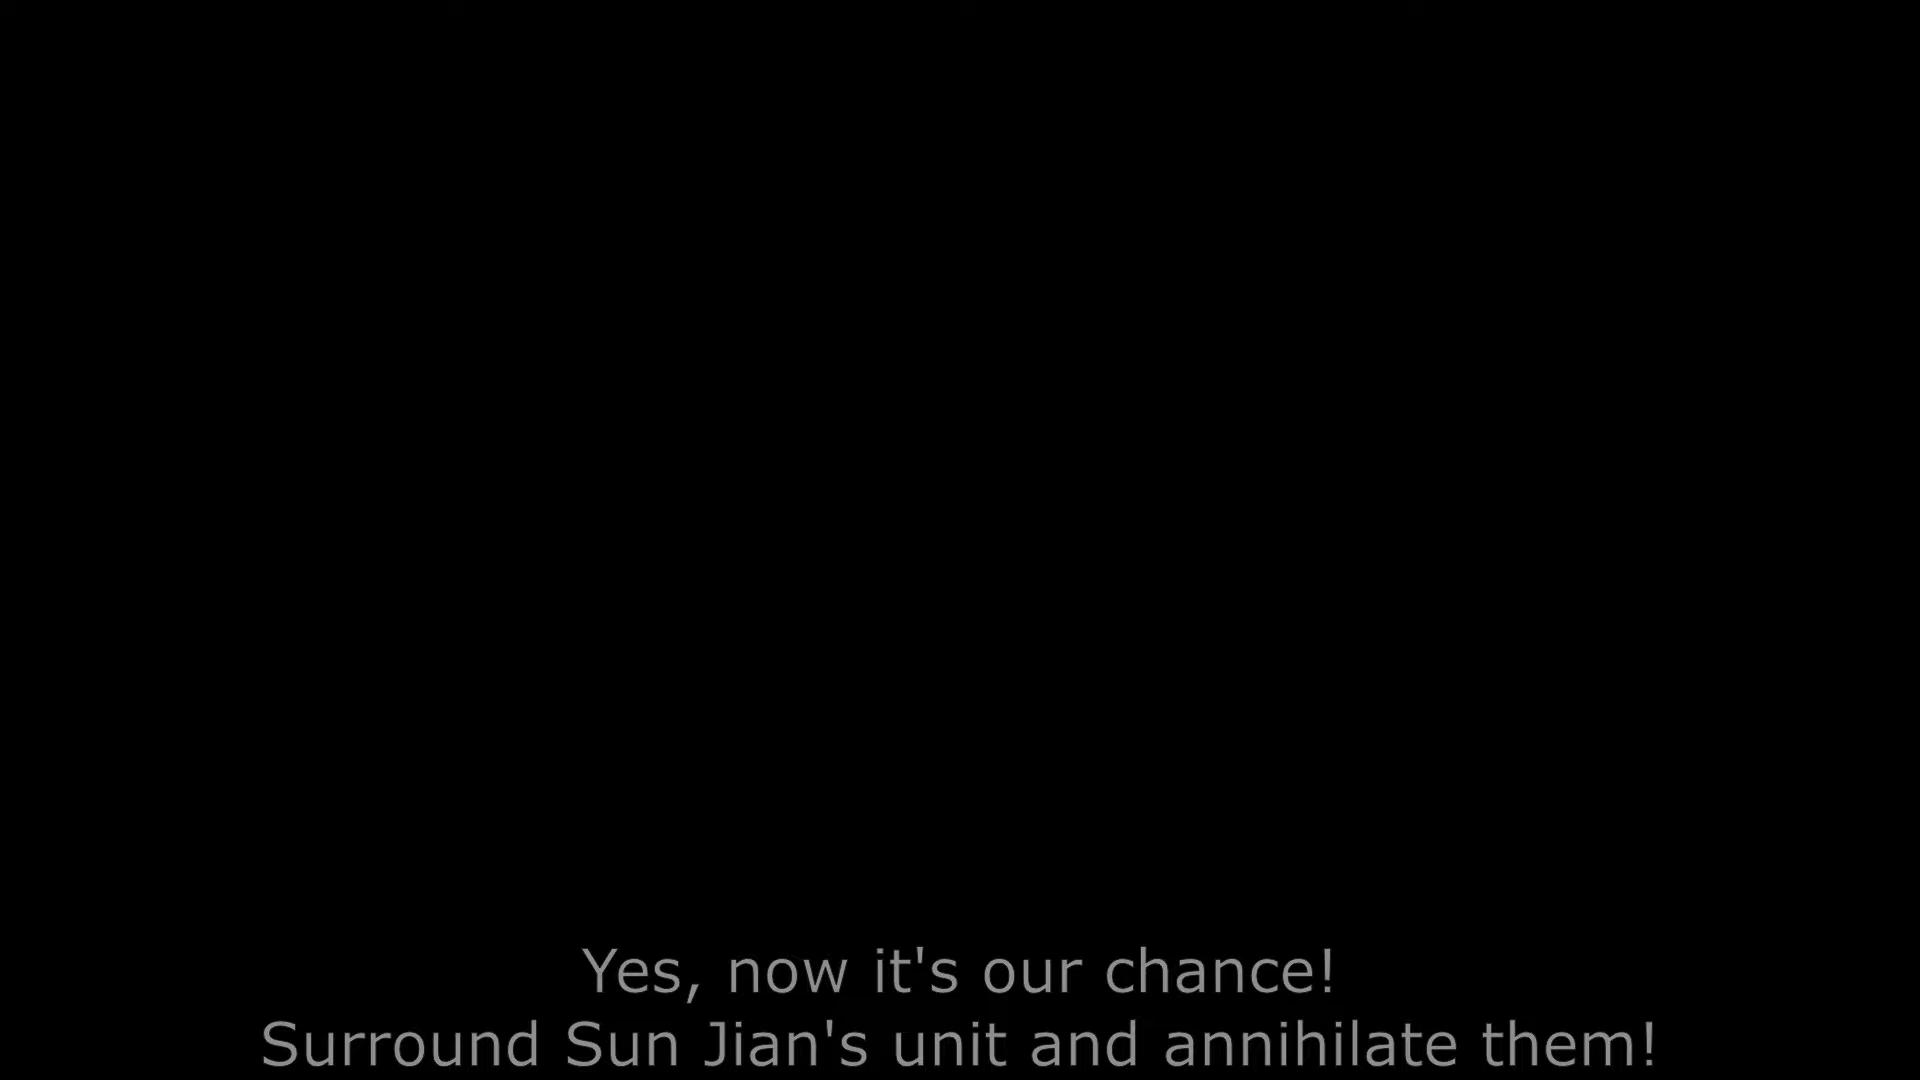 Yes, now it's our chance!
Surround Sun Jian's unit and annihilate them!